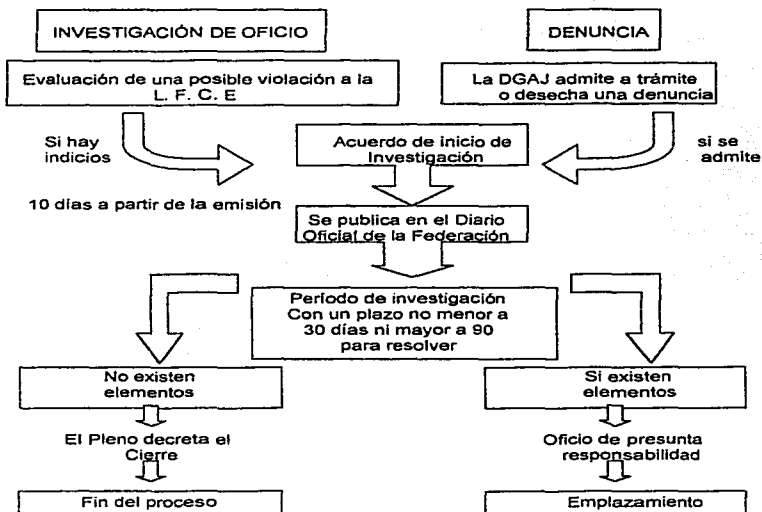 INVESTIGACIÓN DE OFICIO
DENUNCIA
Evaluación de una posible violación a la
L. F. C. E
La DGAJ admite a trámite
o desecha una denuncia
Si hay
indicios
Acuerdo de inicio de
Investigación
si se
admite
10 días a partir de la emisión
Se publica en el Diario
Oficial de la Federación
Período de investigación
Con un plazo no menor a
30 días ni mayor a 90
para resolver
No existen
elementos
Si existen
elementos
El Pleno decreta el
Cierre
Oficio de presunta
responsabilidad
Fin del proceso
Emplazamiento